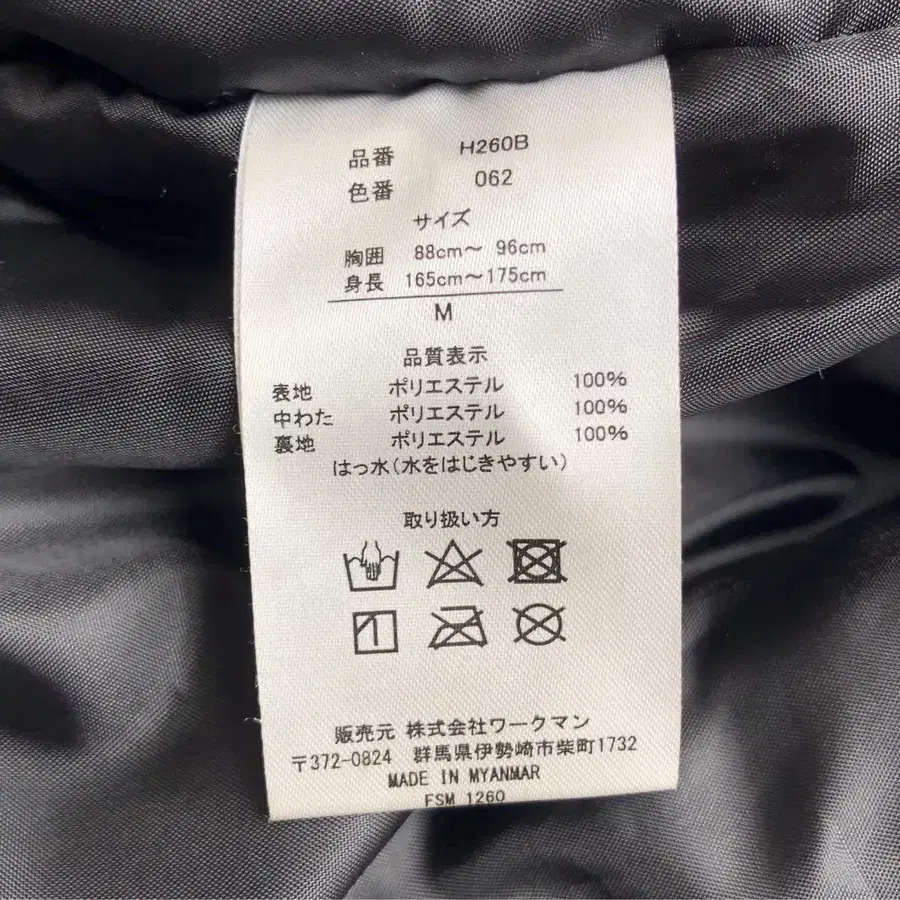 品番 H260B
色番 062
サイズ
胸囲 88cm〜 96cm
身長 165cm〜175cm
M
品質表示
表地 ポリエステル 100%
中わた ポリエステル 100%
裏地 ポリエステル 100%
はっ水(水をはじきやすい)
取り扱い方
販売元 株式会社ワークマン
〒372-0824 群馬県伊勢崎市柴町1732
MADE IN MYANMAR
FSM 1260